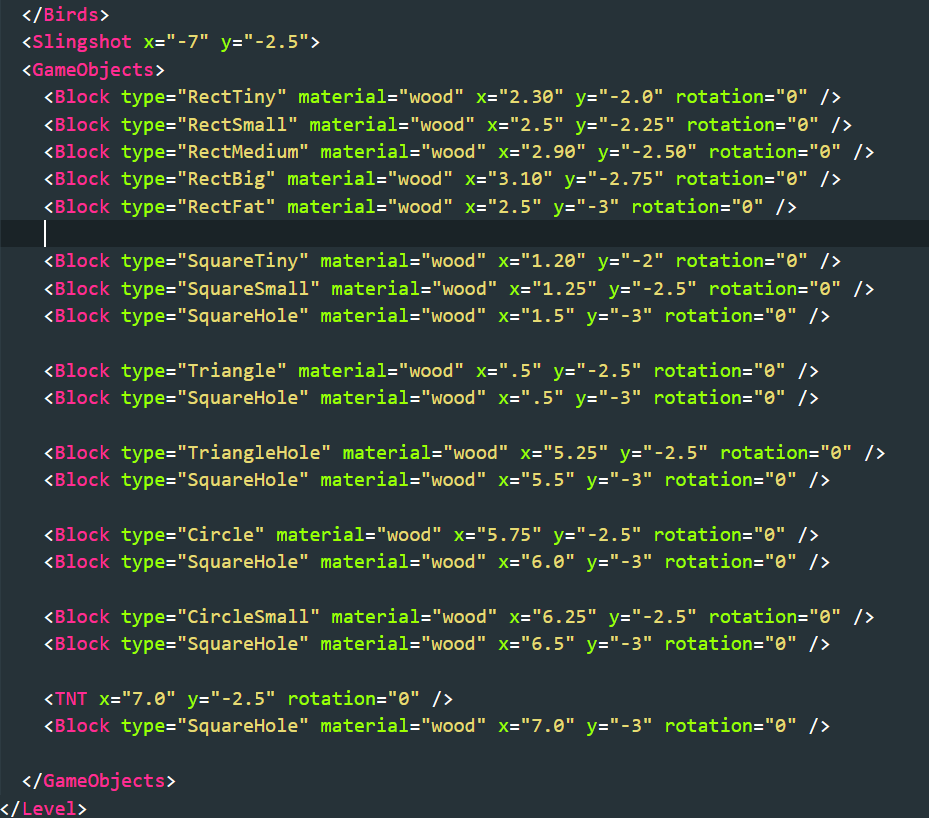 </Birds>
<Slingshot x="-7" y="-2.5">
<GameObjects>
<Block type="RectTiny" material="wood" x="2.30" y="-2.0" rotation="0" />
<Block type="RectSmall" material="wood" x="2.5" y="-2.25" rotation="0" />
<Block type="RectMedium" material="wood" x="2.90" y="-2.50" rotation="0" />
<Block type="RectBig" material="wood" x="3.10" y="-2.75" rotation="0" />
<Block type="RectFat" material="wood" x="2.5" y="-3" rotation="0" />
<Block type="SquareTiny" material="wood" x="1.20" y="-2" rotation="0" />
<Block type="SquareSmall" material="wood" x="1.25" y="-2.5" rotation="0" />
<Block type="SquareHole" material="wood" x="1.5" y="-3" rotation="0" />
<Block type="Triangle" material="wood" x=".5" y="-2.5" rotation="0" />
<Block type="SquareHole" material="wood" x=".5" y="-3" rotation="0" />
<Block type="TriangleHole" material="wood" x="5.25" y="-2.5" rotation="0" />
<Block type="SquareHole" material="wood" x="5.5" y="-3" rotation="0" />
<Block type="Circle" material="wood" x="5.75" y="-2.5" rotation="0" />
<Block type="SquareHole" material="wood" x="6.0" y="-3" rotation="0" />
<Block type="CircleSmall" material="wood" x="6.25" y="-2.5" rotation="0" />
<Block type="SquareHole" material="wood" x="6.5" y="-3" rotation="0" />
<TNT x="7.0" y="-2.5" rotation="0" />
<Block type="SquareHole" material="wood" x="7.0" y="-3" rotation="0" />
</GameObjects>
</Level>